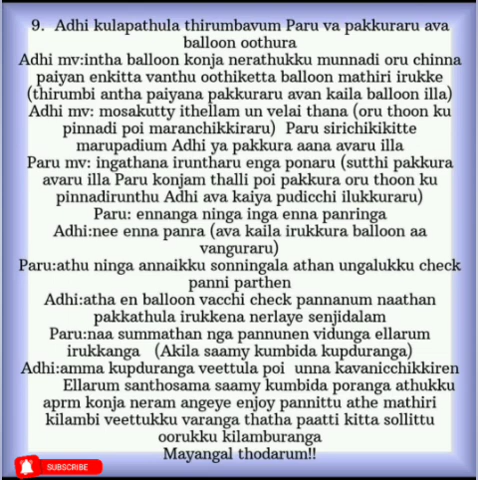 9. Adhi kulapathula thirumbavum Paru va pakkuraru ava
balloon oothura
Adhi mv:intha balloon konja nerathukku munnadi oru chinna
paiyan enkitta vanthu oothiketta balloon mathiri irukke
(thirumbi antha paiyana pakkuraru avan kaila balloon illa)
Adhi mv: mosakutty ithellam un velai thana (oru thoon ku
pinnadi poi maranchikkiraru) Paru sirichikikitte
marupadium Adhi ya pakkura aana avaru illa
Paru mv: ingathana iruntharu enga ponaru (sutthi pakkura
avaru illa Paru konjam thalli poi pakkura oru thoon ku
pinnadirunthu Adhi ava kaiya pudicchi ilukkuraru)
Paru: ennanga ninga inga enna panringa
Adhi:nee enna panra (ava kaila irukkura balloon aa
vanguraru)
Paru:athu ninga annaikku sonningala athan ungalukku check
panni parthen
Adhi:atha en balloon vacchi check pannanum naathan
pakkathula irukkena nerlaye senjidalam
Paru:naa summathan nga pannunen vidunga ellarum
irukkanga (Akila saamy kumbida kupduranga)
Adhi:amma kupduranga veettula poi unna kavanicchikkiren
Ellarum santhosama saamy kumbida poranga athukku
aprm konja neram angeye enjoy pannittu athe mathiri
kilambi veettukku varanga thatha paatti kitta sollittu
oorukku kilamburanga
Mayangal thodarum!!
SUBSCRIBE